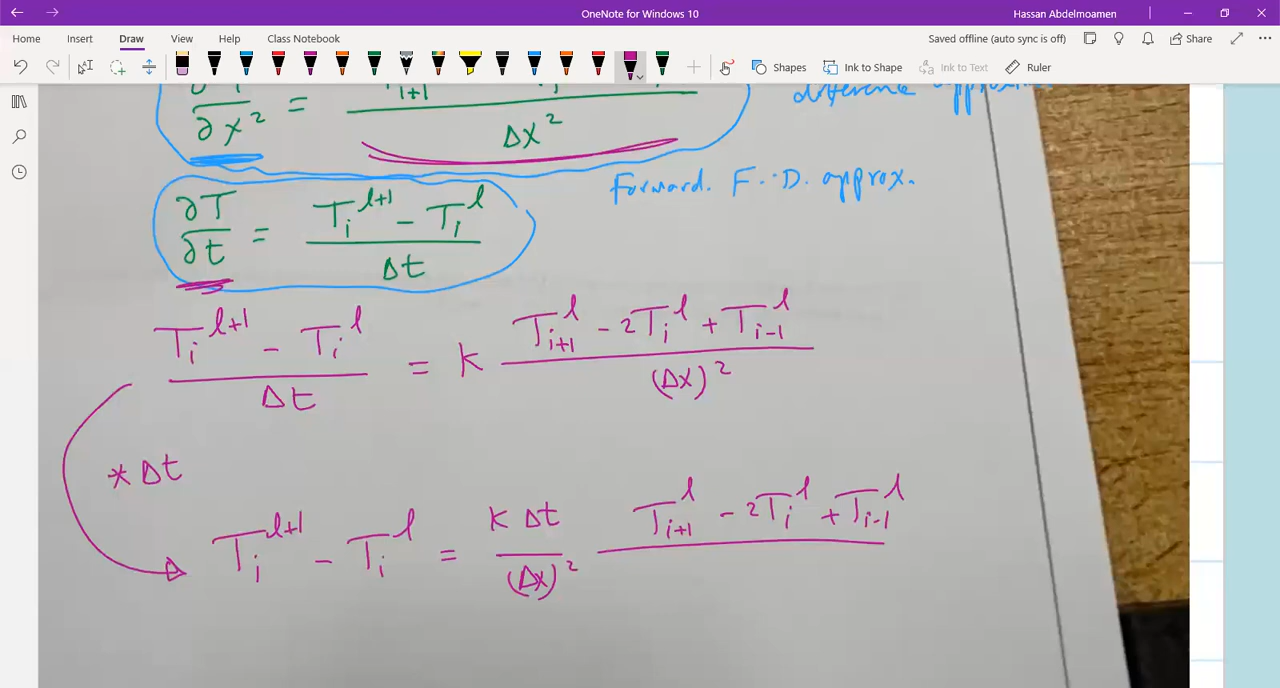 OneNote for Windows 10
Hassan Abdelmoamen
Home Insert Draw View Help Class Notebook
Saved offline (auto sync is off) Share
Shapes Ink to Shape Ink to Text Ruler
∂x² = Δx²
difference
∂T/∂t = (Tᵢˡ⁺¹ − Tᵢˡ)/Δt
Forward. F.D. approx.
(Tᵢˡ⁺¹ − Tᵢˡ)/Δt = k (Tᵢ₊₁ˡ − 2Tᵢˡ + Tᵢ₋₁ˡ)/(Δx)²
* Δt
Tᵢˡ⁺¹ − Tᵢˡ = k Δt/(Δx)² Tᵢ₊₁ˡ − 2Tᵢˡ + Tᵢ₋₁ˡ